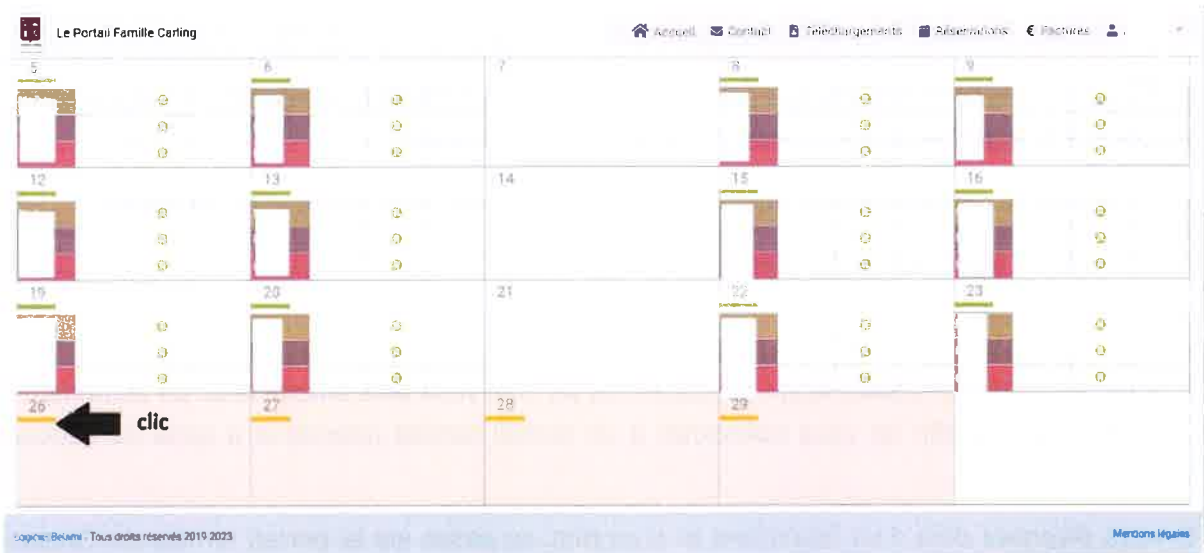 Le Portail Famille Carling
Accueil Contact Téléchargements Réservations € Factures
5 6 7 8 9
12 13 14 15 16
19 20 21 22 23
26 27 28 29
clic
Logiciel Belami - Tous droits réservés 2019-2023
Mentions légales